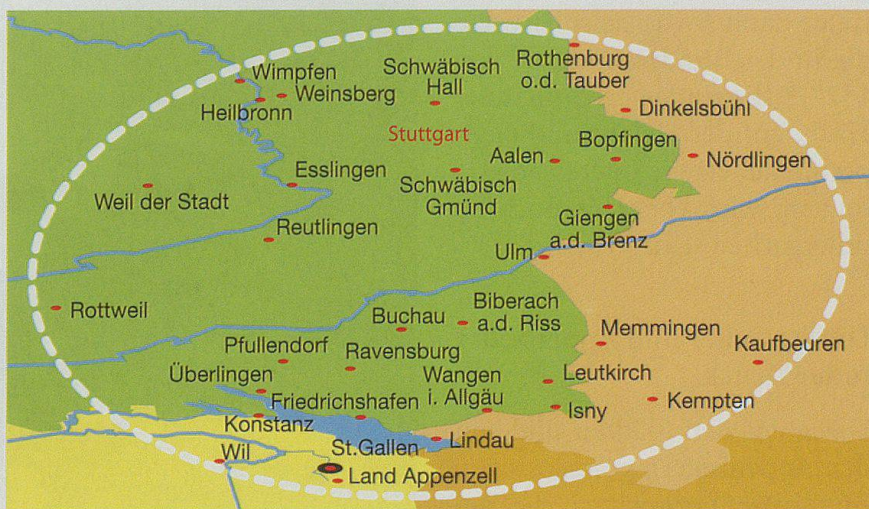 Wimpfen
Weinsberg
Heilbronn
Schwäbisch
Hall
Rothenburg
o.d. Tauber
Dinkelsbühl
Stuttgart
Bopfingen
Aalen
Nördlingen
Esslingen
Weil der Stadt
Schwäbisch
Gmünd
Giengen
a.d. Brenz
Reutlingen
Ulm
Rottweil
Buchau
Biberach
a.d. Riss
Memmingen
Kaufbeuren
Pfullendorf
Ravensburg
Überlingen
Wangen
i. Allgäu
Leutkirch
Friedrichshafen
Isny
Kempten
Konstanz
Lindau
Wil
St.Gallen
Land Appenzell